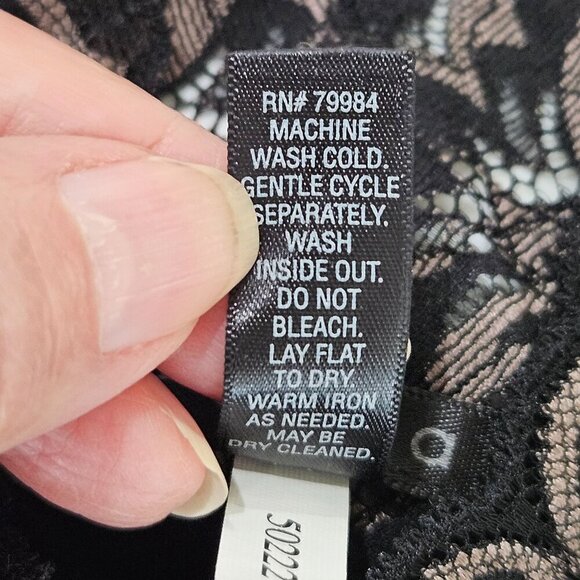 RN# 79984
MACHINE
WASH COLD.
GENTLE CYCLE
SEPARATELY.
WASH
INSIDE OUT.
DO NOT
BLEACH.
LAY FLAT
TO DRY.
WARM IRON
AS NEEDED.
MAY BE
DRY CLEANED.
50222